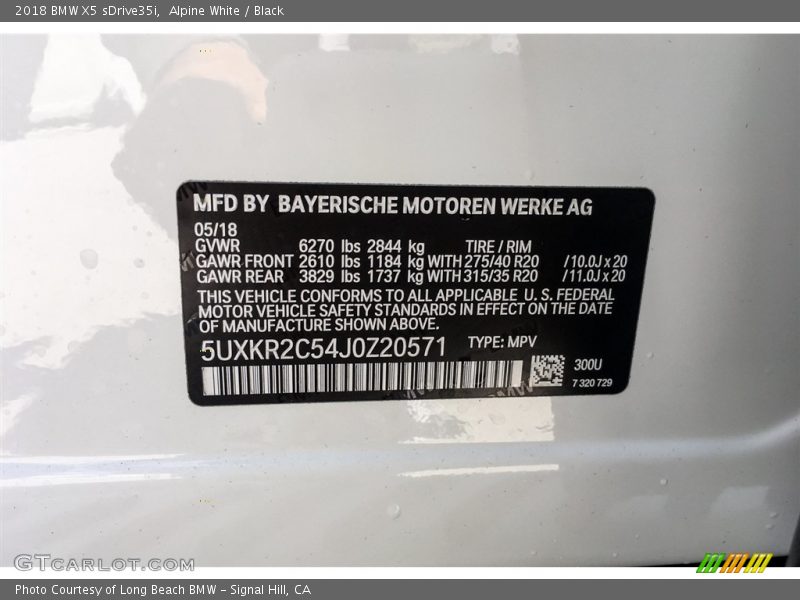 2018 BMW X5 sDrive35i, Alpine White / Black
MFD BY BAYERISCHE MOTOREN WERKE AG
05/18
GVWR 6270 lbs 2844 kg TIRE / RIM
GAWR FRONT 2610 lbs 1184 kg WITH 275/40 R20 /10.0J x 20
GAWR REAR 3829 lbs 1737 kg WITH 315/35 R20 /11.0J x 20
THIS VEHICLE CONFORMS TO ALL APPLICABLE U. S. FEDERAL
MOTOR VEHICLE SAFETY STANDARDS IN EFFECT ON THE DATE
OF MANUFACTURE SHOWN ABOVE.
5UXKR2C54J0Z20571 TYPE: MPV
300U
7 320 729
GTCarLot.com
Photo Courtesy of Long Beach BMW - Signal Hill, CA